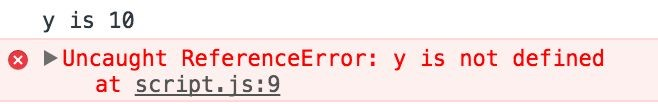 y is 10
Uncaught ReferenceError: y is not defined
at script.js:9